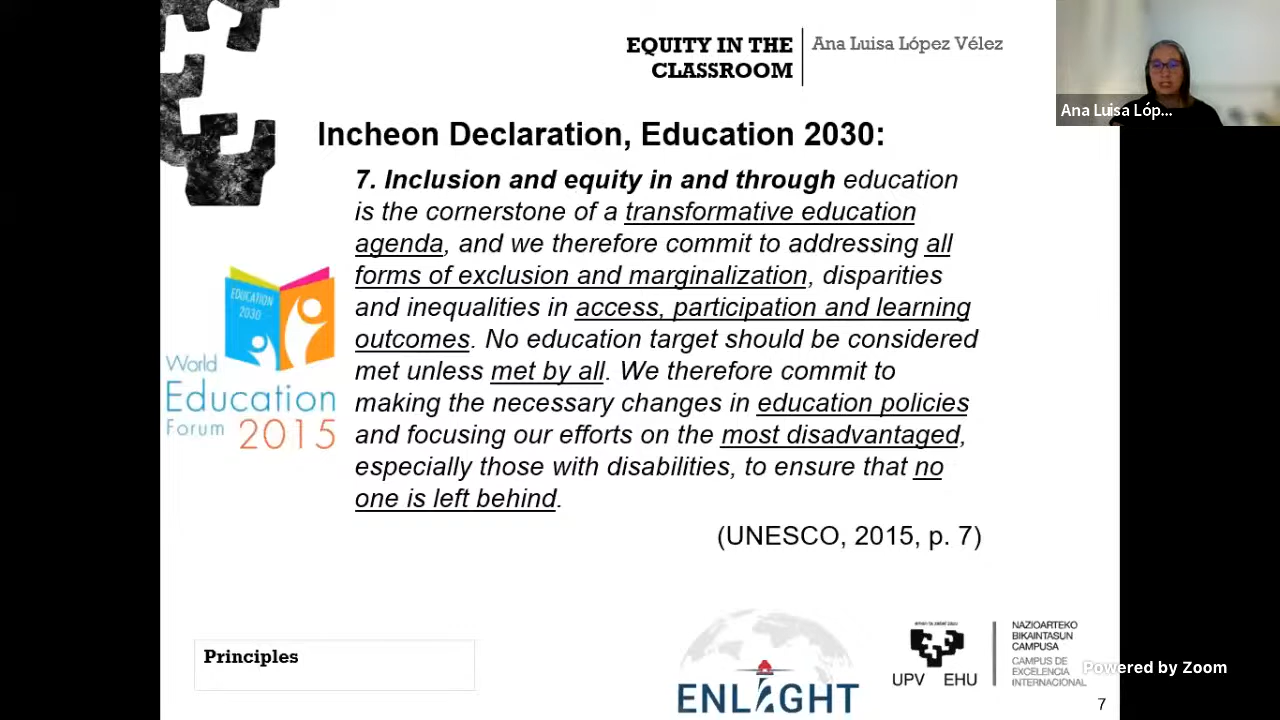 EQUITY IN THE
CLASSROOM
Ana Luisa López Vélez
Ana Luisa Lóp...
Incheon Declaration, Education 2030:
7. Inclusion and equity in and through education
is the cornerstone of a transformative education
agenda, and we therefore commit to addressing all
forms of exclusion and marginalization, disparities
and inequalities in access, participation and learning
outcomes. No education target should be considered
met unless met by all. We therefore commit to
making the necessary changes in education policies
and focusing our efforts on the most disadvantaged,
especially those with disabilities, to ensure that no
one is left behind.
(UNESCO, 2015, p. 7)
EDUCATION
2030
World
Education
Forum 2015
Principles
ENLIGHT
UPV EHU
NAZIOARTEKO
BIKAINTASUN
CAMPUSA
CAMPUS DE
EXCELENCIA
INTERNACIONAL
Powered by Zoom
7